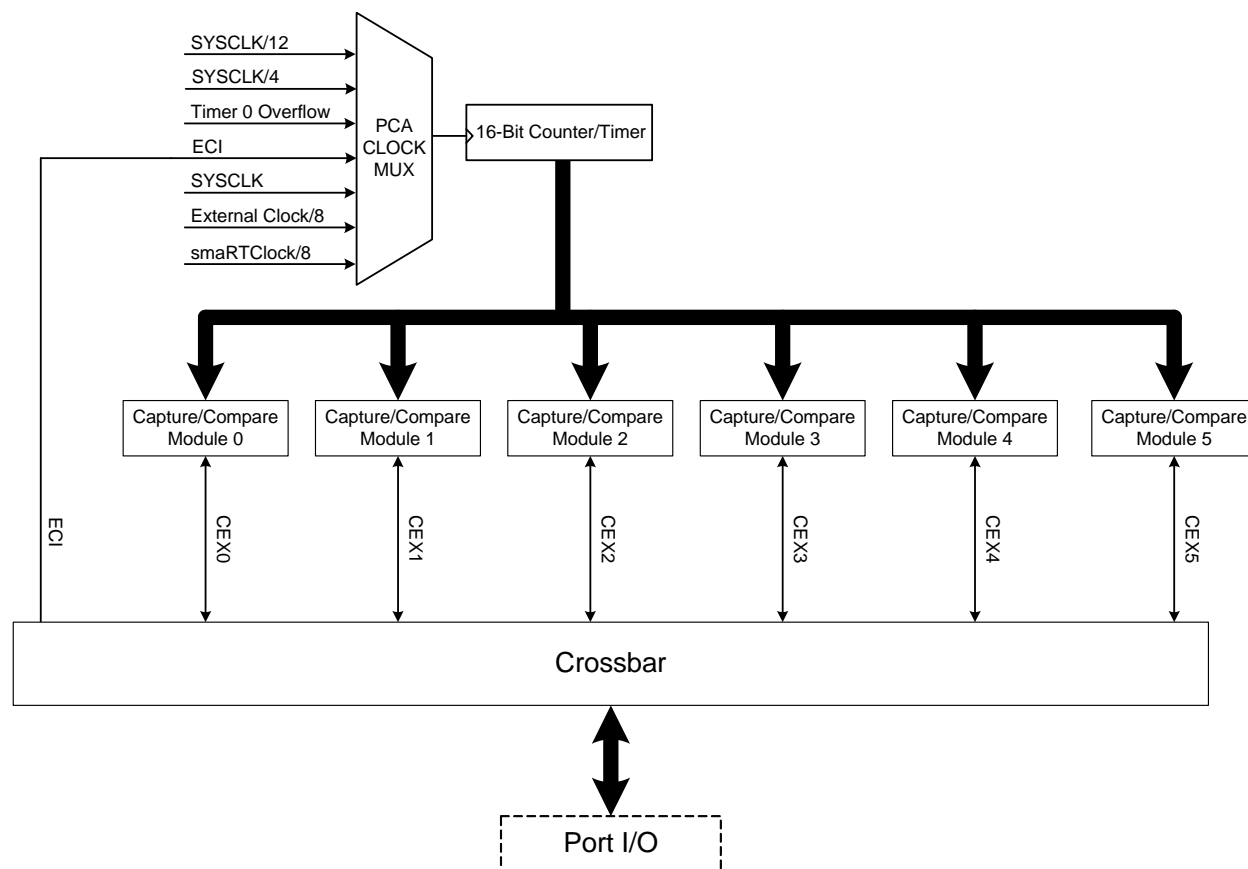 SYSCLK/12
SYSCLK/4
Timer 0 Overflow
ECI
SYSCLK
External Clock/8
smaRTClock/8
PCA
CLOCK
MUX
16-Bit Counter/Timer
Capture/Compare
Module 0
Capture/Compare
Module 1
Capture/Compare
Module 2
Capture/Compare
Module 3
Capture/Compare
Module 4
Capture/Compare
Module 5
ECI
CEX0
CEX1
CEX2
CEX3
CEX4
CEX5
Crossbar
Port I/O